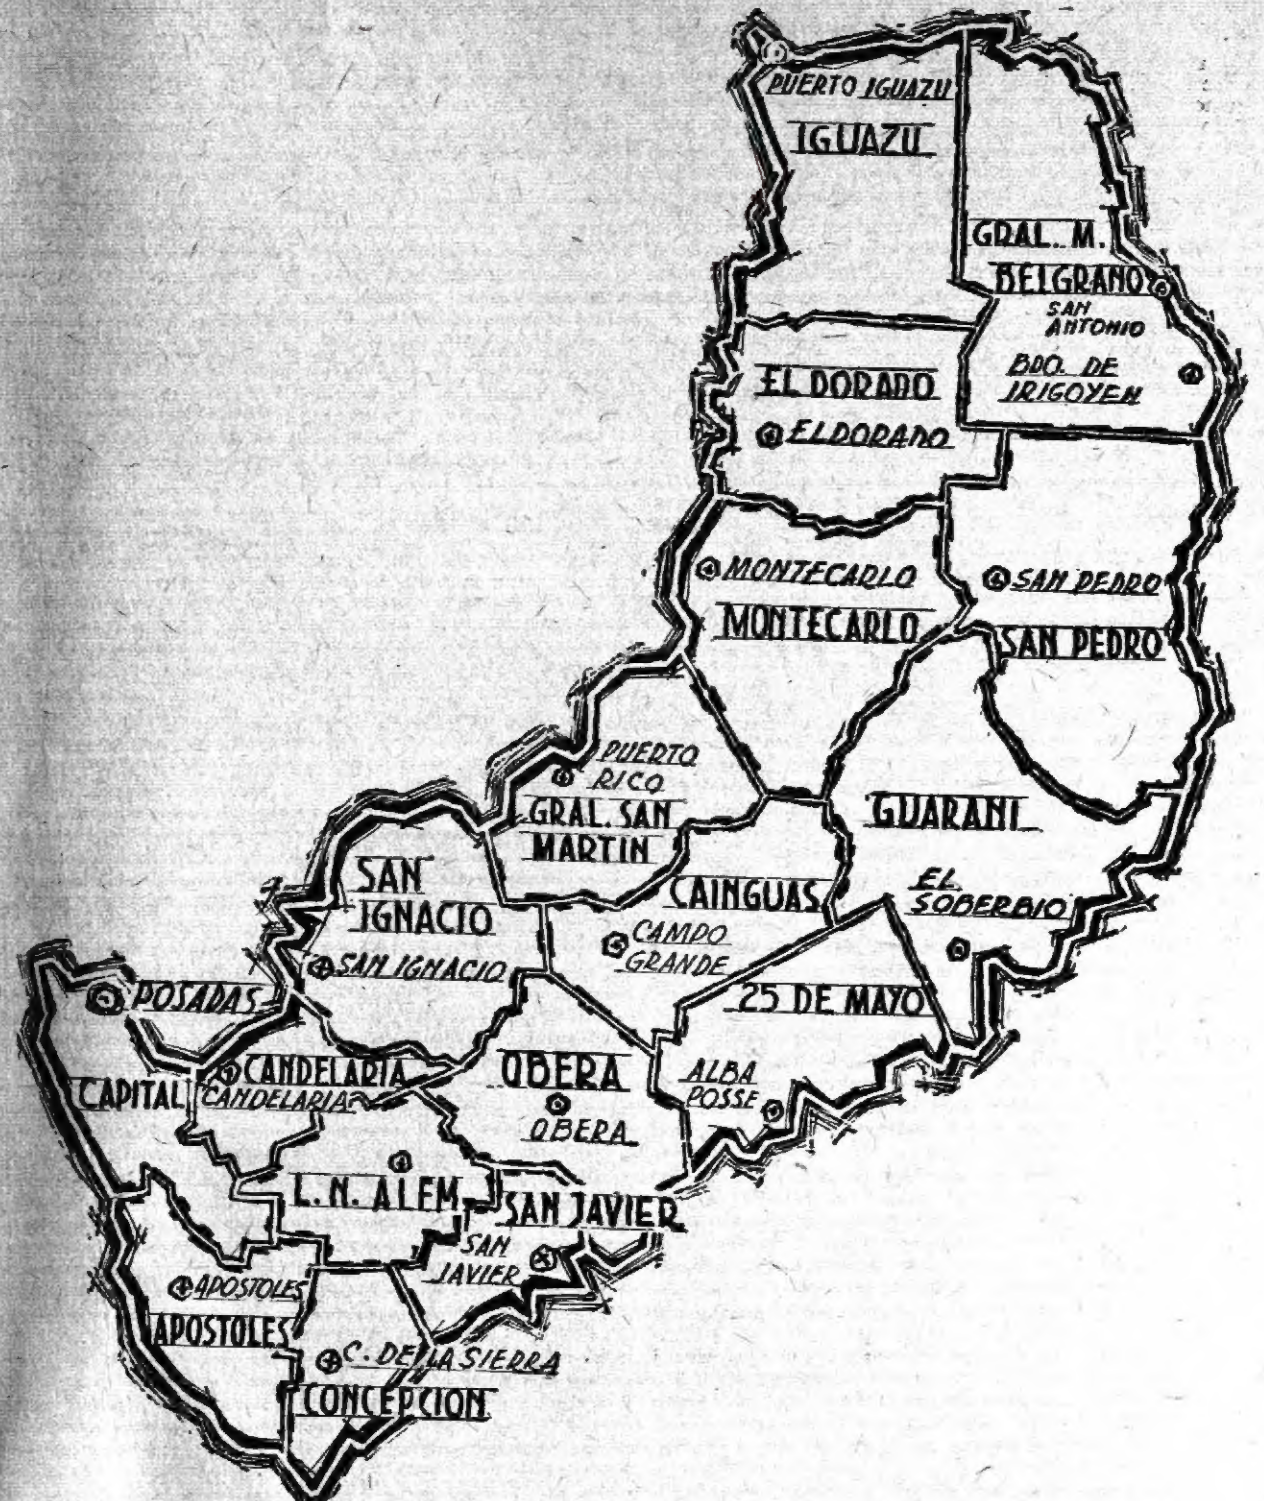 PUERTO IGUAZU
IGUAZU
GRAL. M.
BELGRANO
SAN
ANTONIO
BDO. DE
IRIGOYEN
ELDORADO
ELDORADO
MONTECARLO
MONTECARLO
SAN PEDRO
SAN PEDRO
PUERTO
RICO
GRAL. SAN
MARTIN
GUARANI
EL
SOBERBIO
SAN
IGNACIO
SAN IGNACIO
CAINGUAS
CAMPO
GRANDE
25 DE MAYO
ALBA
POSSE
POSADAS
CAPITAL
CANDELARIA
CANDELARIA
OBERA
OBERA
L. N. ALEM
SAN JAVIER
SAN
JAVIER
APOSTOLES
APOSTOLES
C. DE LA SIERRA
CONCEPCION